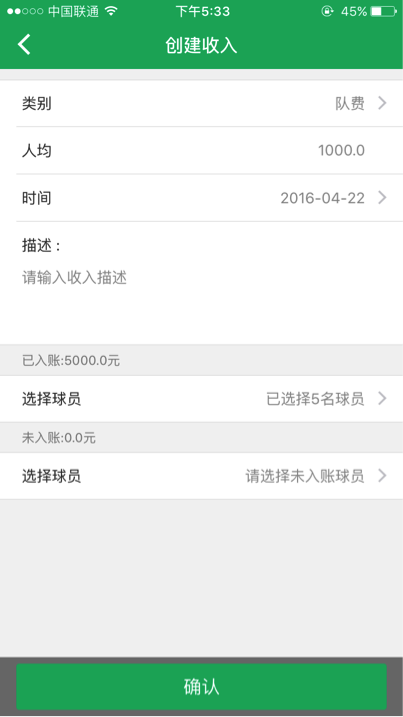 中国联通 下午5:33 45%
创建收入
类别 队费
人均 1000.0
时间 2016-04-22
描述：
请输入收入描述
已入账:5000.0元
选择球员 已选择5名球员
未入账:0.0元
选择球员 请选择未入账球员
确认